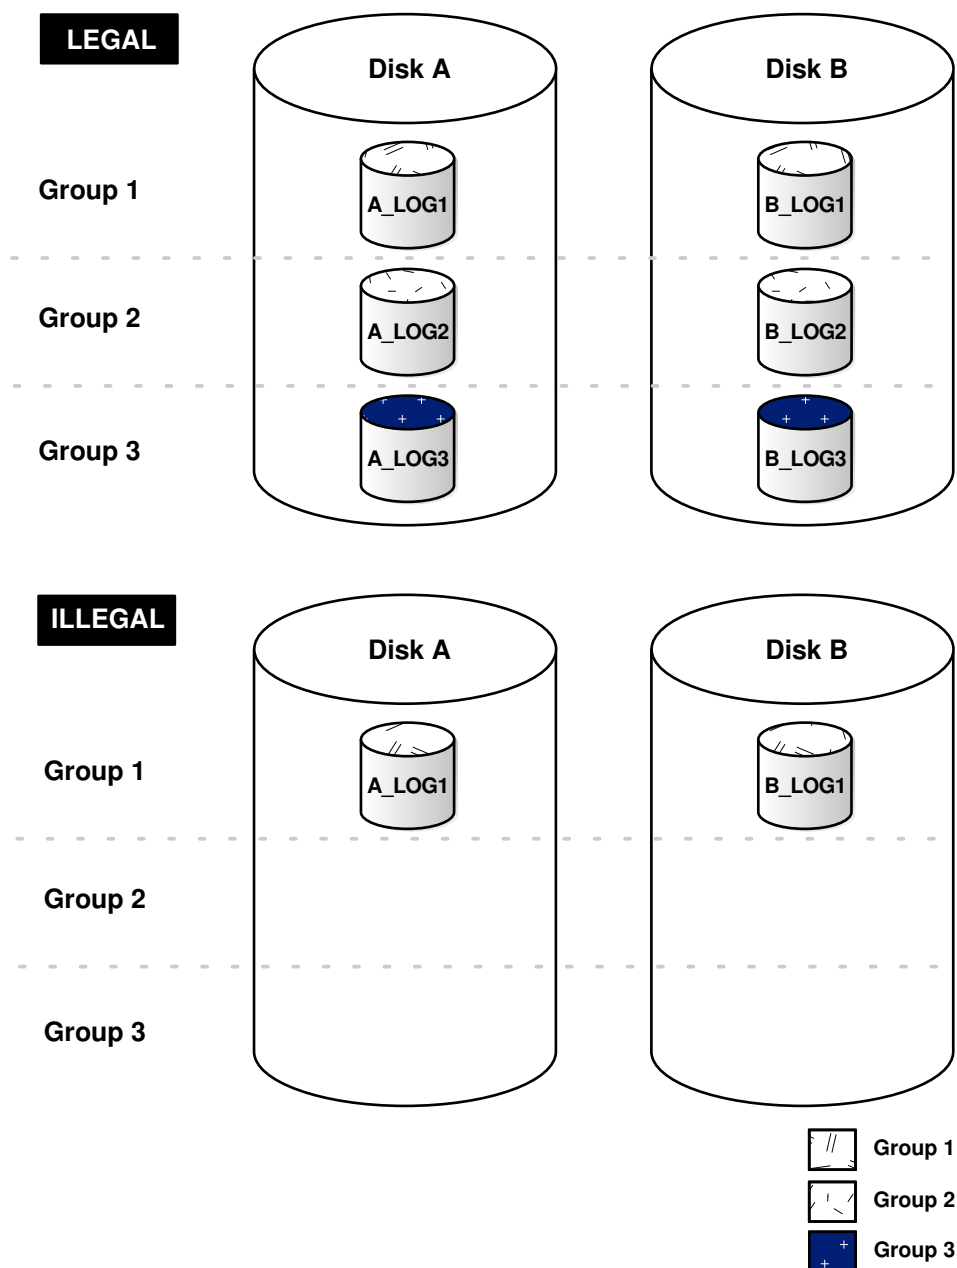 LEGAL
Disk A
Disk B
Group 1
A_LOG1
B_LOG1
Group 2
A_LOG2
B_LOG2
Group 3
A_LOG3
B_LOG3
ILLEGAL
Disk A
Disk B
Group 1
A_LOG1
B_LOG1
Group 2
Group 3
Group 1
Group 2
Group 3